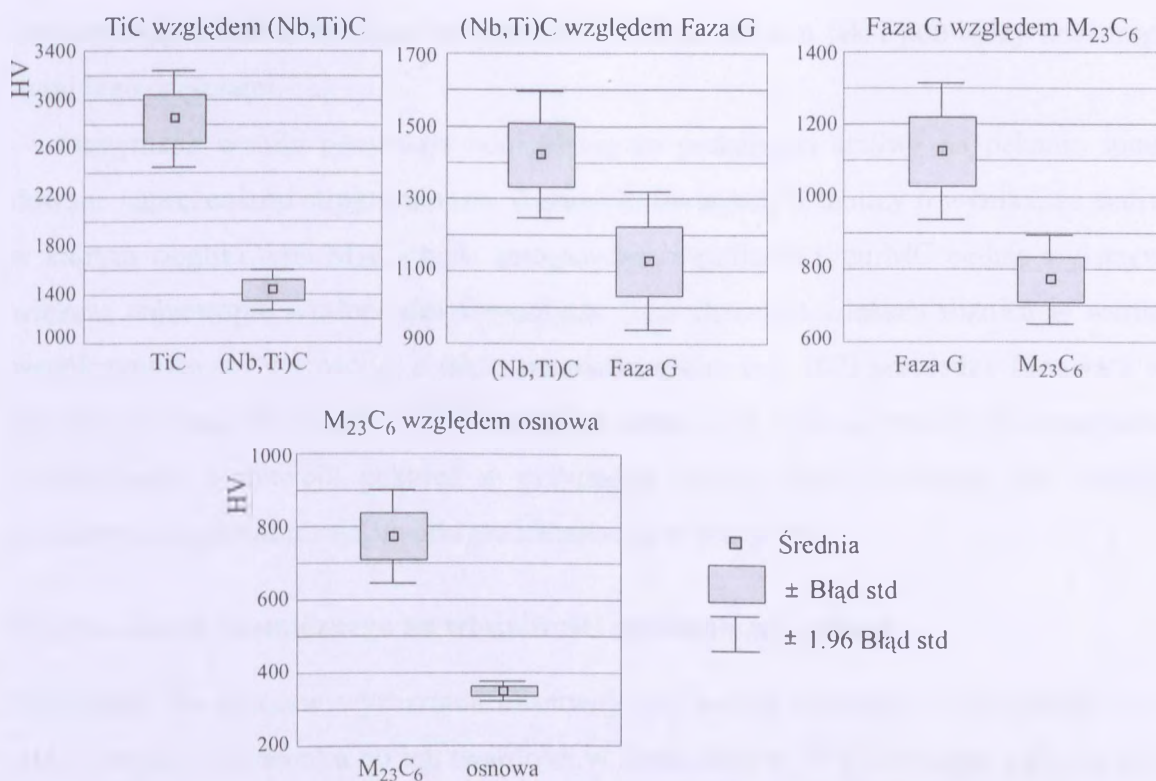 TiC względem (Nb,Ti)C
HV
3400
3000
2600
2200
1800
1400
1000
TiC (Nb,Ti)C
(Nb,Ti)C względem Faza G
1700
1500
1300
1100
900
(Nb,Ti)C Faza G
Faza G względem M₂₃C₆
1400
1200
1000
800
600
Faza G M₂₃C₆
M₂₃C₆ względem osnowa
HV
1000
800
600
400
200
M₂₃C₆ osnowa
Średnia
± Błąd std
± 1.96 Błąd std